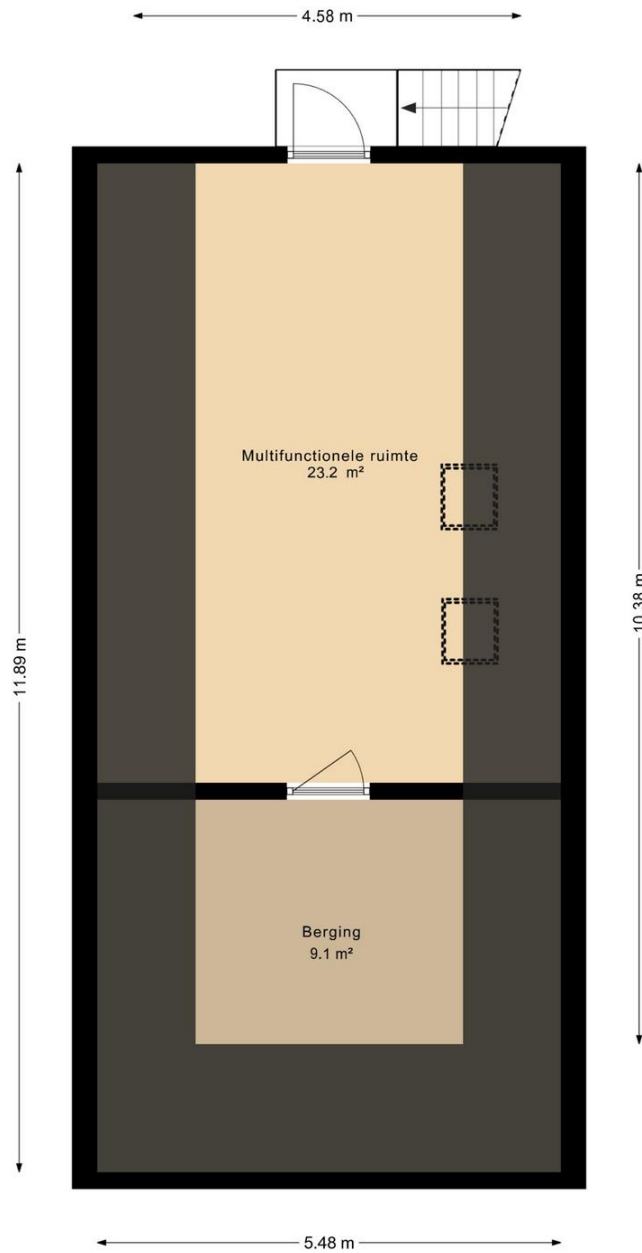 4.58 m
Multifunctionele ruimte
23.2 m²
11.89 m
10.38 m
Berging
9.1 m²
5.48 m